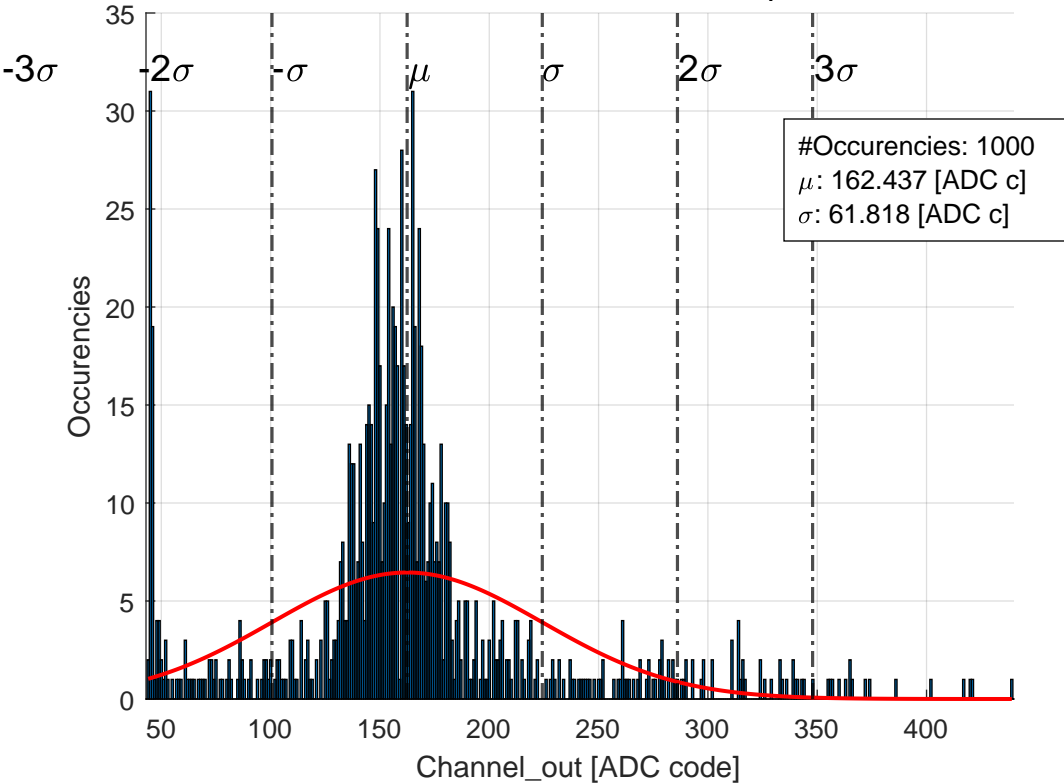 35
-3σ -2σ -σ μ σ 2σ 3σ
30
#Occurencies: 1000
μ: 162.437 [ADC c]
σ: 61.818 [ADC c]
25
20
Occurencies
15
10
5
0
50 100 150 200 250 300 350 400
Channel_out [ADC code]